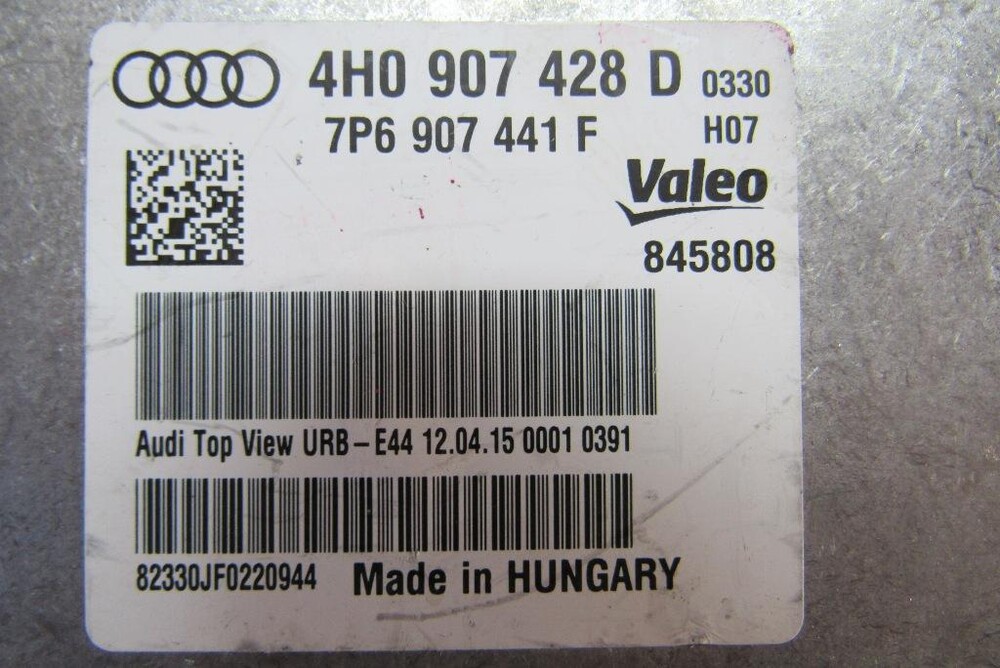 4H0 907 428 D 0330
7P6 907 441 F H07
Valeo
845808
Audi Top View URB-E44 12.04.15 0001 0391
82330JF0220944 Made in HUNGARY